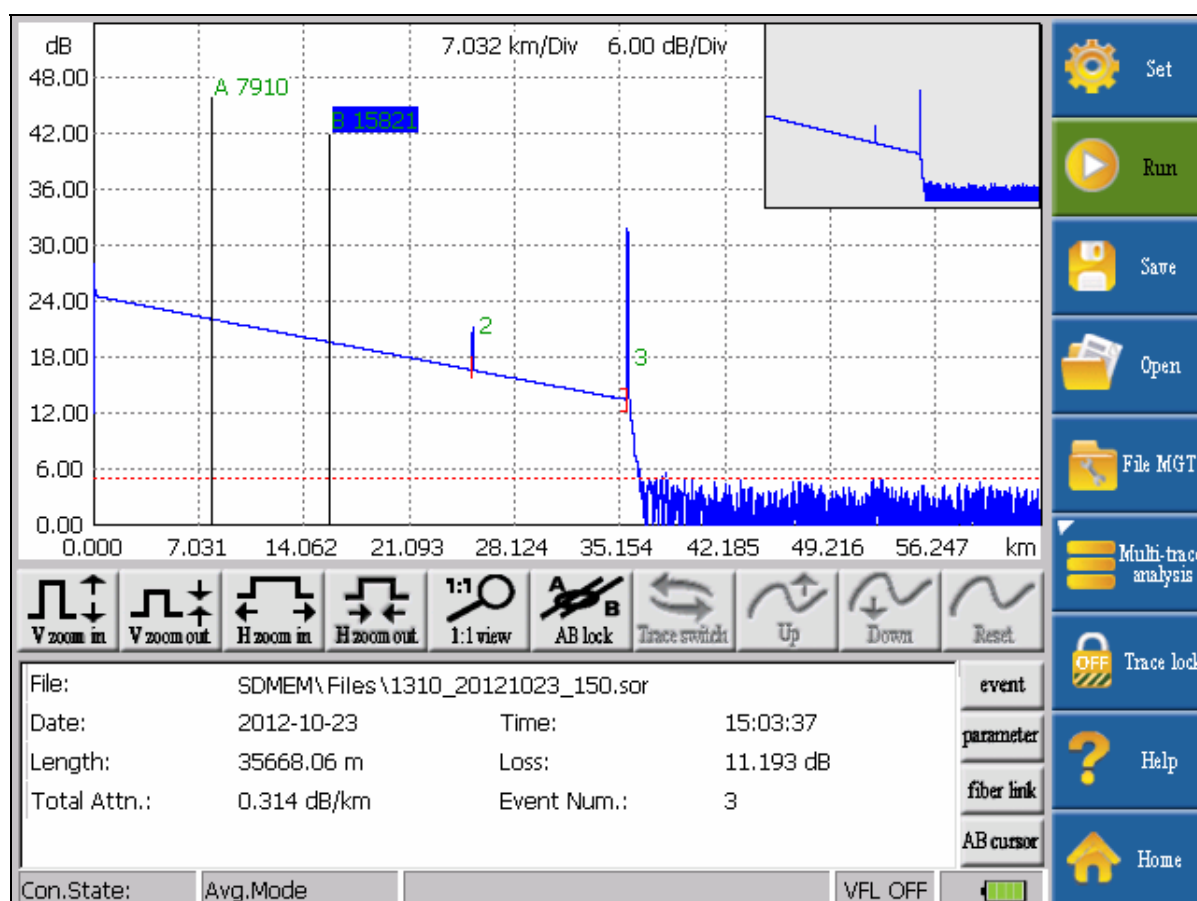 dB 7.032 km/Div 6.00 dB/Div
48.00
A 7910
B 15821
42.00
36.00
30.00
24.00
2
18.00
3
12.00
6.00
0.00
0.000 7.031 14.062 21.093 28.124 35.154 42.185 49.216 56.247 km
V zoom in
V zoom out
H zoom in
H zoom out
1:1
1:1 view
A B
AB lock
Trace switch
Up
Down
Reset
File: SDMEM\Files\1310_20121023_150.sor
Date: 2012-10-23 Time: 15:03:37
Length: 35668.06 m Loss: 11.193 dB
Total Attn.: 0.314 dB/km Event Num.: 3
event
parameter
fiber link
AB cursor
Con.State: Avg.Mode VFL OFF
Set
Run
Save
Open
File MGT
Multi-trace
analysis
OFF
Trace lock
Help
Home